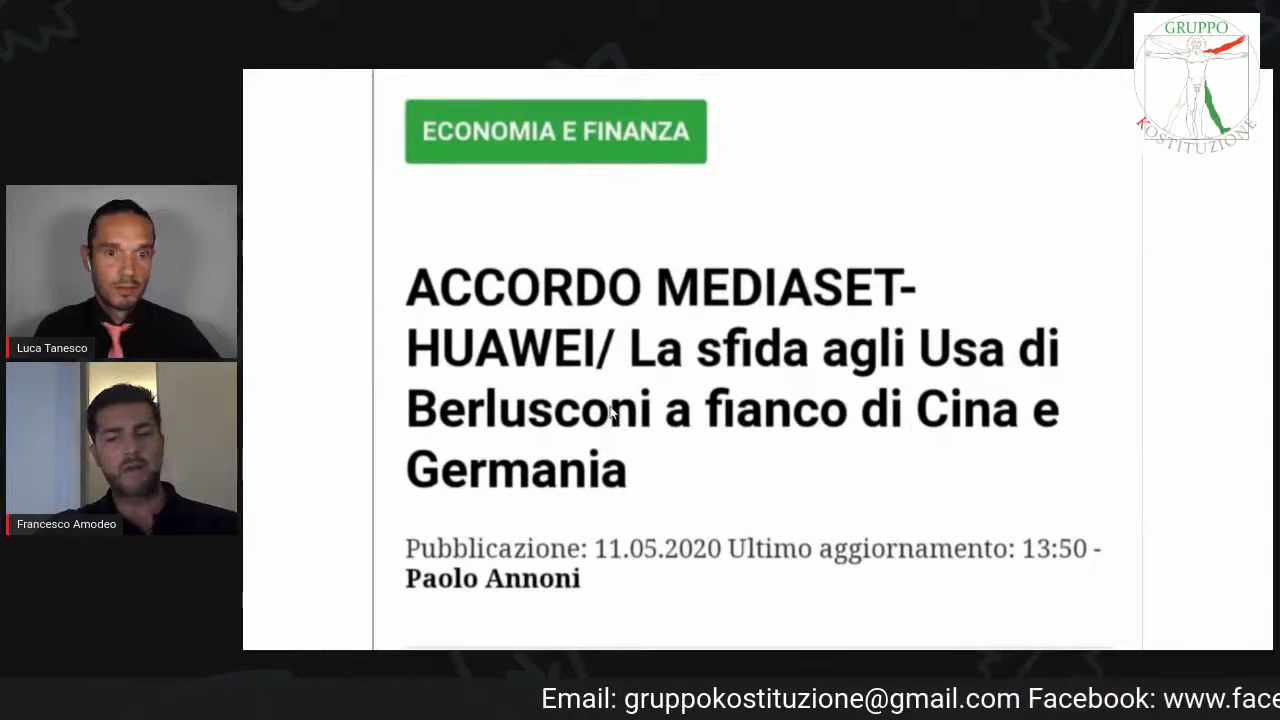 GRUPPO
KOSTITUZIONE
ECONOMIA E FINANZA
ACCORDO MEDIASET-
HUAWEI/ La sfida agli Usa di
Berlusconi a fianco di Cina e
Germania
Pubblicazione: 11.05.2020 Ultimo aggiornamento: 13:50 -
Paolo Annoni
Luca Tanesco
Francesco Amodeo
Email: gruppokostituzione@gmail.com Facebook: www.face